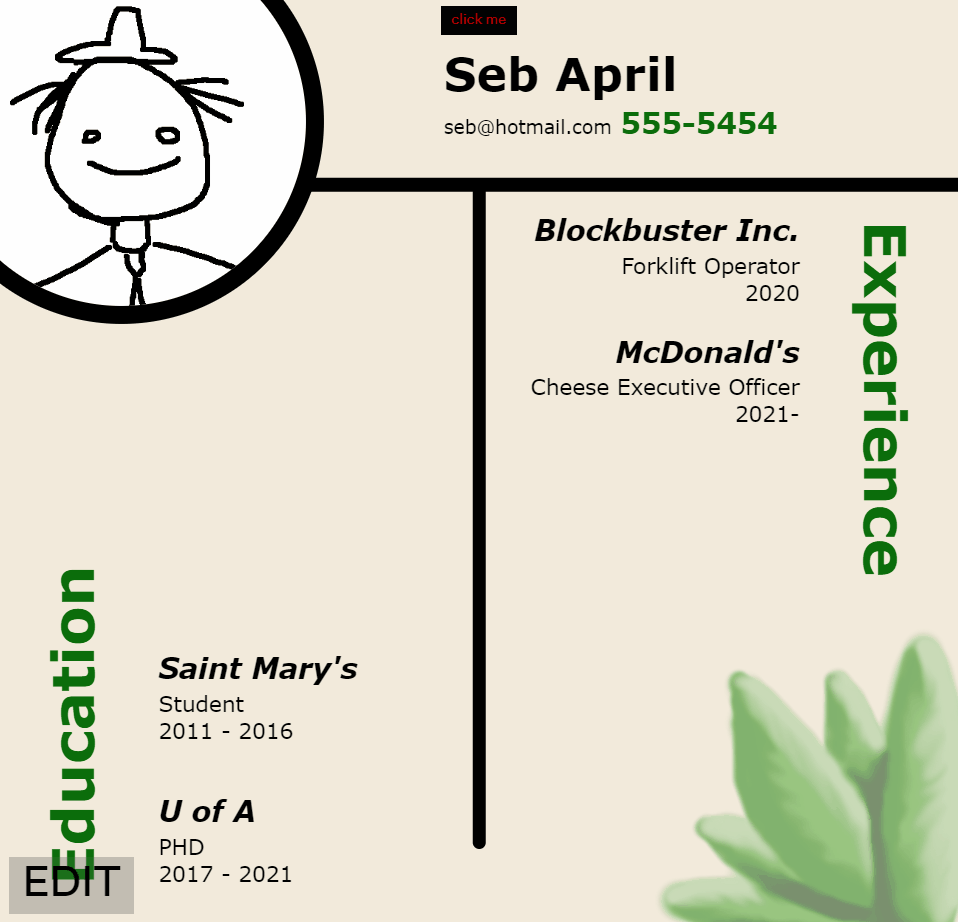 click me
Seb April
seb@hotmail.com 555-5454
Blockbuster Inc.
Forklift Operator
2020
McDonald's
Cheese Executive Officer
2021-
Experience
Education
Saint Mary's
Student
2011 - 2016
U of A
PHD
2017 - 2021
EDIT